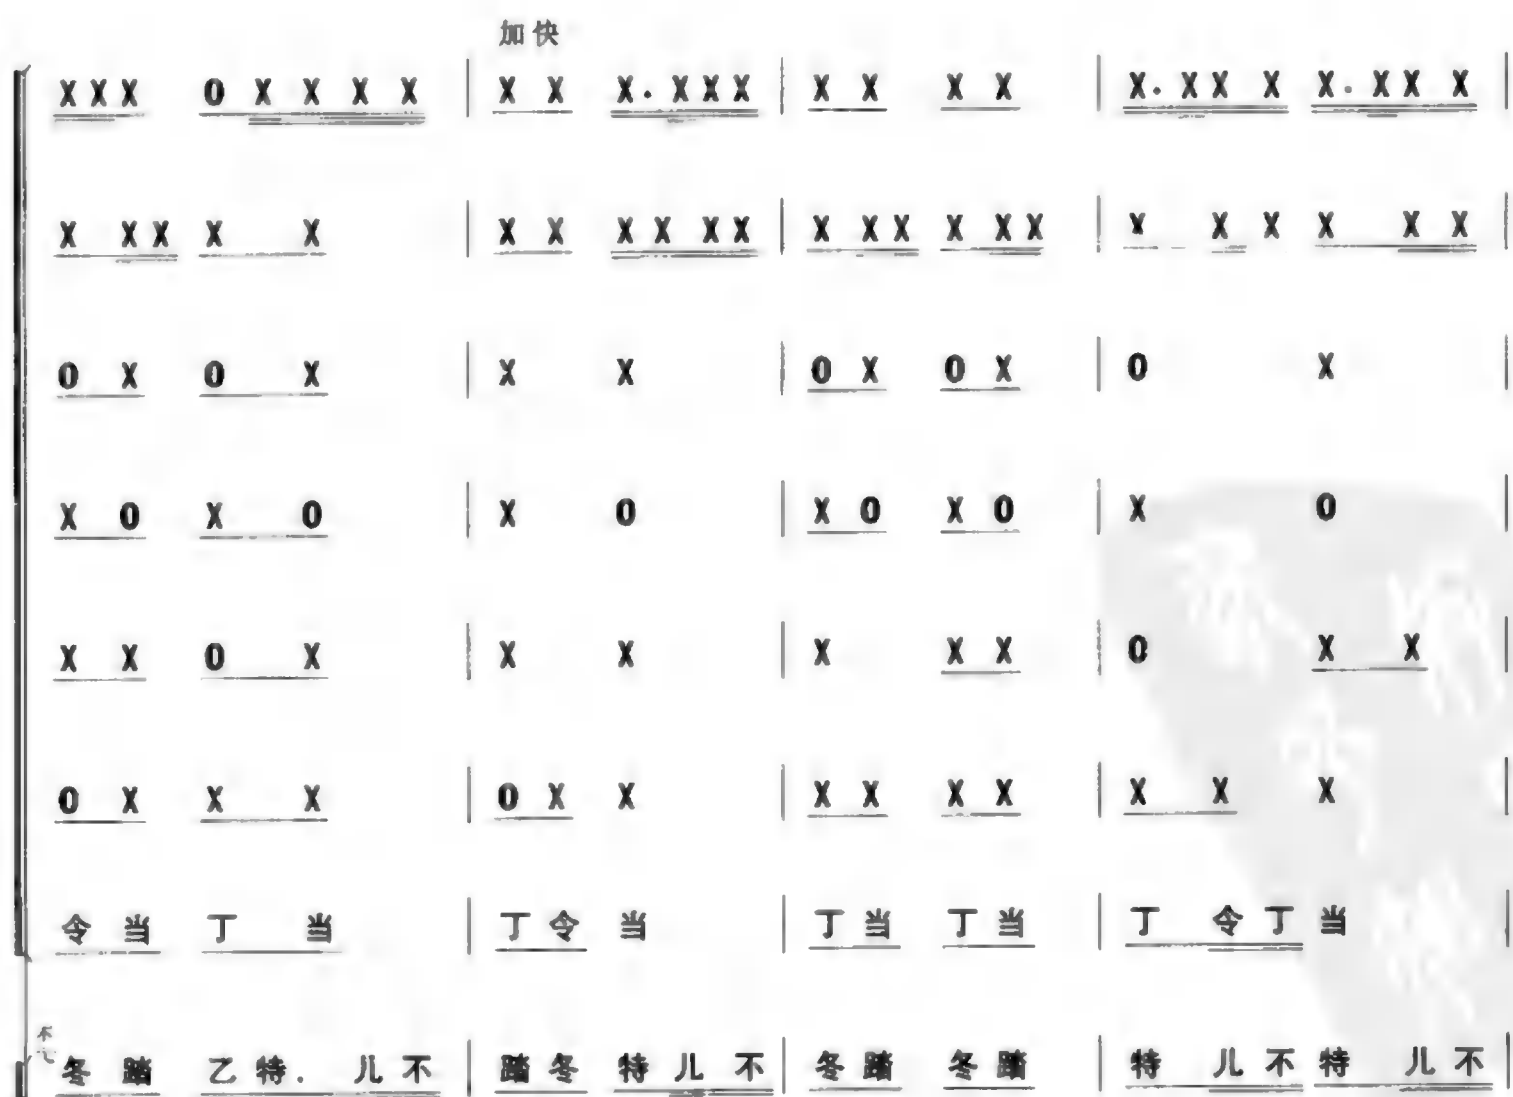 加快
X X X 0 X X X X | X X X. X X X | X X X X | X. X X X X. X X X |
X X X X X | X X X X X X | X X X X X X | X X X X X X |
0 X 0 X | X X | 0 X 0 X | 0 X |
X 0 X 0 | X 0 | X 0 X 0 | X 0 |
X X 0 X | X X | X X X | 0 X X |
0 X X X | 0 X X | X X X X | X X X |
令 当 丁 当 | 丁 令 当 | 丁 当 丁 当 | 丁 令 丁 当 |
冬 踏 乙 特. 儿 不 | 踏 冬 特 儿 不 | 冬 踏 冬 踏 | 特 儿 不 特 儿 不 |